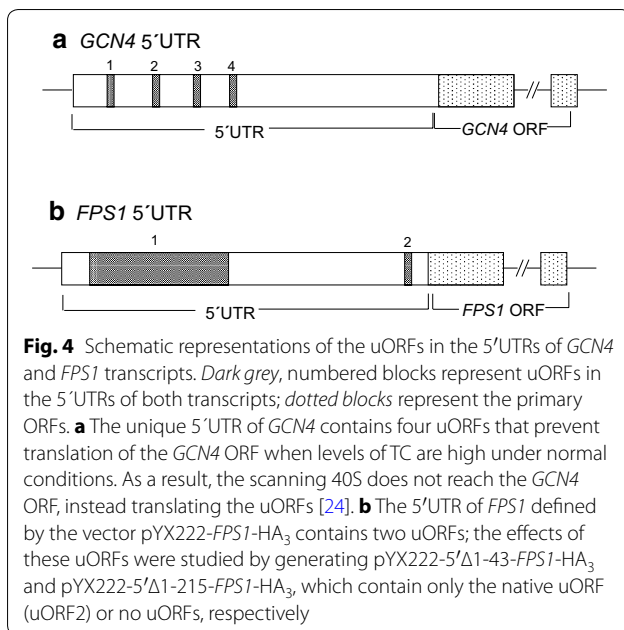 a GCN4 5´UTR
1 2 3 4
5´UTR
GCN4 ORF
b FPS1 5´UTR
1 2
5´UTR
FPS1 ORF
Fig. 4 Schematic representations of the uORFs in the 5′UTRs of GCN4
and FPS1 transcripts. Dark grey, numbered blocks represent uORFs in
the 5´UTRs of both transcripts; dotted blocks represent the primary
ORFs. a The unique 5´UTR of GCN4 contains four uORFs that prevent
translation of the GCN4 ORF when levels of TC are high under normal
conditions. As a result, the scanning 40S does not reach the GCN4
ORF, instead translating the uORFs [24]. b The 5′UTR of FPS1 defined
by the vector pYX222-FPS1-HA₃ contains two uORFs; the effects of
these uORFs were studied by generating pYX222-5′Δ1-43-FPS1-HA₃
and pYX222-5′Δ1-215-FPS1-HA₃, which contain only the native uORF
(uORF2) or no uORFs, respectively